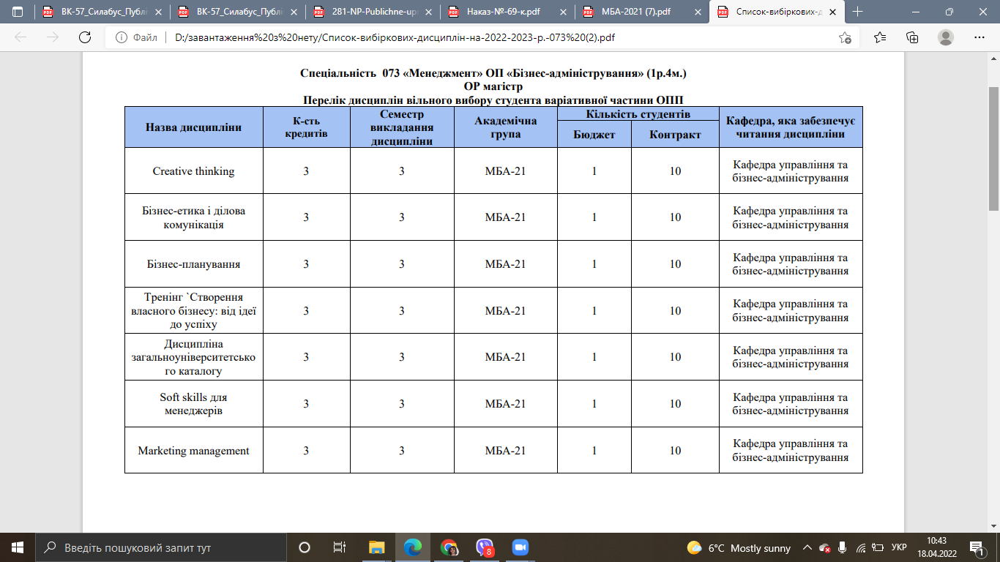 ВК-57_Силабус_Публі
ВК-57_Силабус_Публі
281-NP-Publichne-up
Наказ-№-69-к.pdf
МБА-2021 (7).pdf
Список-вибіркових-д
Файл
D:/завантаження%20з%20нету/Список-вибіркових-дисциплін-на-2022-2023-р.-073%20(2).pdf
Спеціальність 073 «Менеджмент» ОП «Бізнес-адміністрування» (1р.4м.)
ОР магістр
Перелік дисциплін вільного вибору студента варіативної частини ОПП
Назва дисципліни
К-сть
кредитів
Семестр
викладання
дисципліни
Академічна
група
Кількість студентів
Бюджет
Контракт
Кафедра, яка забезпечує
читання дисципліни
Creative thinking
3
3
МБА-21
1
10
Кафедра управління та
бізнес-адміністрування
Бізнес-етика і ділова
комунікація
3
3
МБА-21
1
10
Кафедра управління та
бізнес-адміністрування
Бізнес-планування
3
3
МБА-21
1
10
Кафедра управління та
бізнес-адміністрування
Тренінг `Створення
власного бізнесу: від ідеї
до успіху
3
3
МБА-21
1
10
Кафедра управління та
бізнес-адміністрування
Дисципліна
загальноуніверситетсько
го каталогу
3
3
МБА-21
1
10
Кафедра управління та
бізнес-адміністрування
Soft skills для
менеджерів
3
3
МБА-21
1
10
Кафедра управління та
бізнес-адміністрування
Marketing management
3
3
МБА-21
1
10
Кафедра управління та
бізнес-адміністрування
Введіть пошуковий запит тут
8
6°C Mostly sunny
УКР
10:43
18.04.2022
1